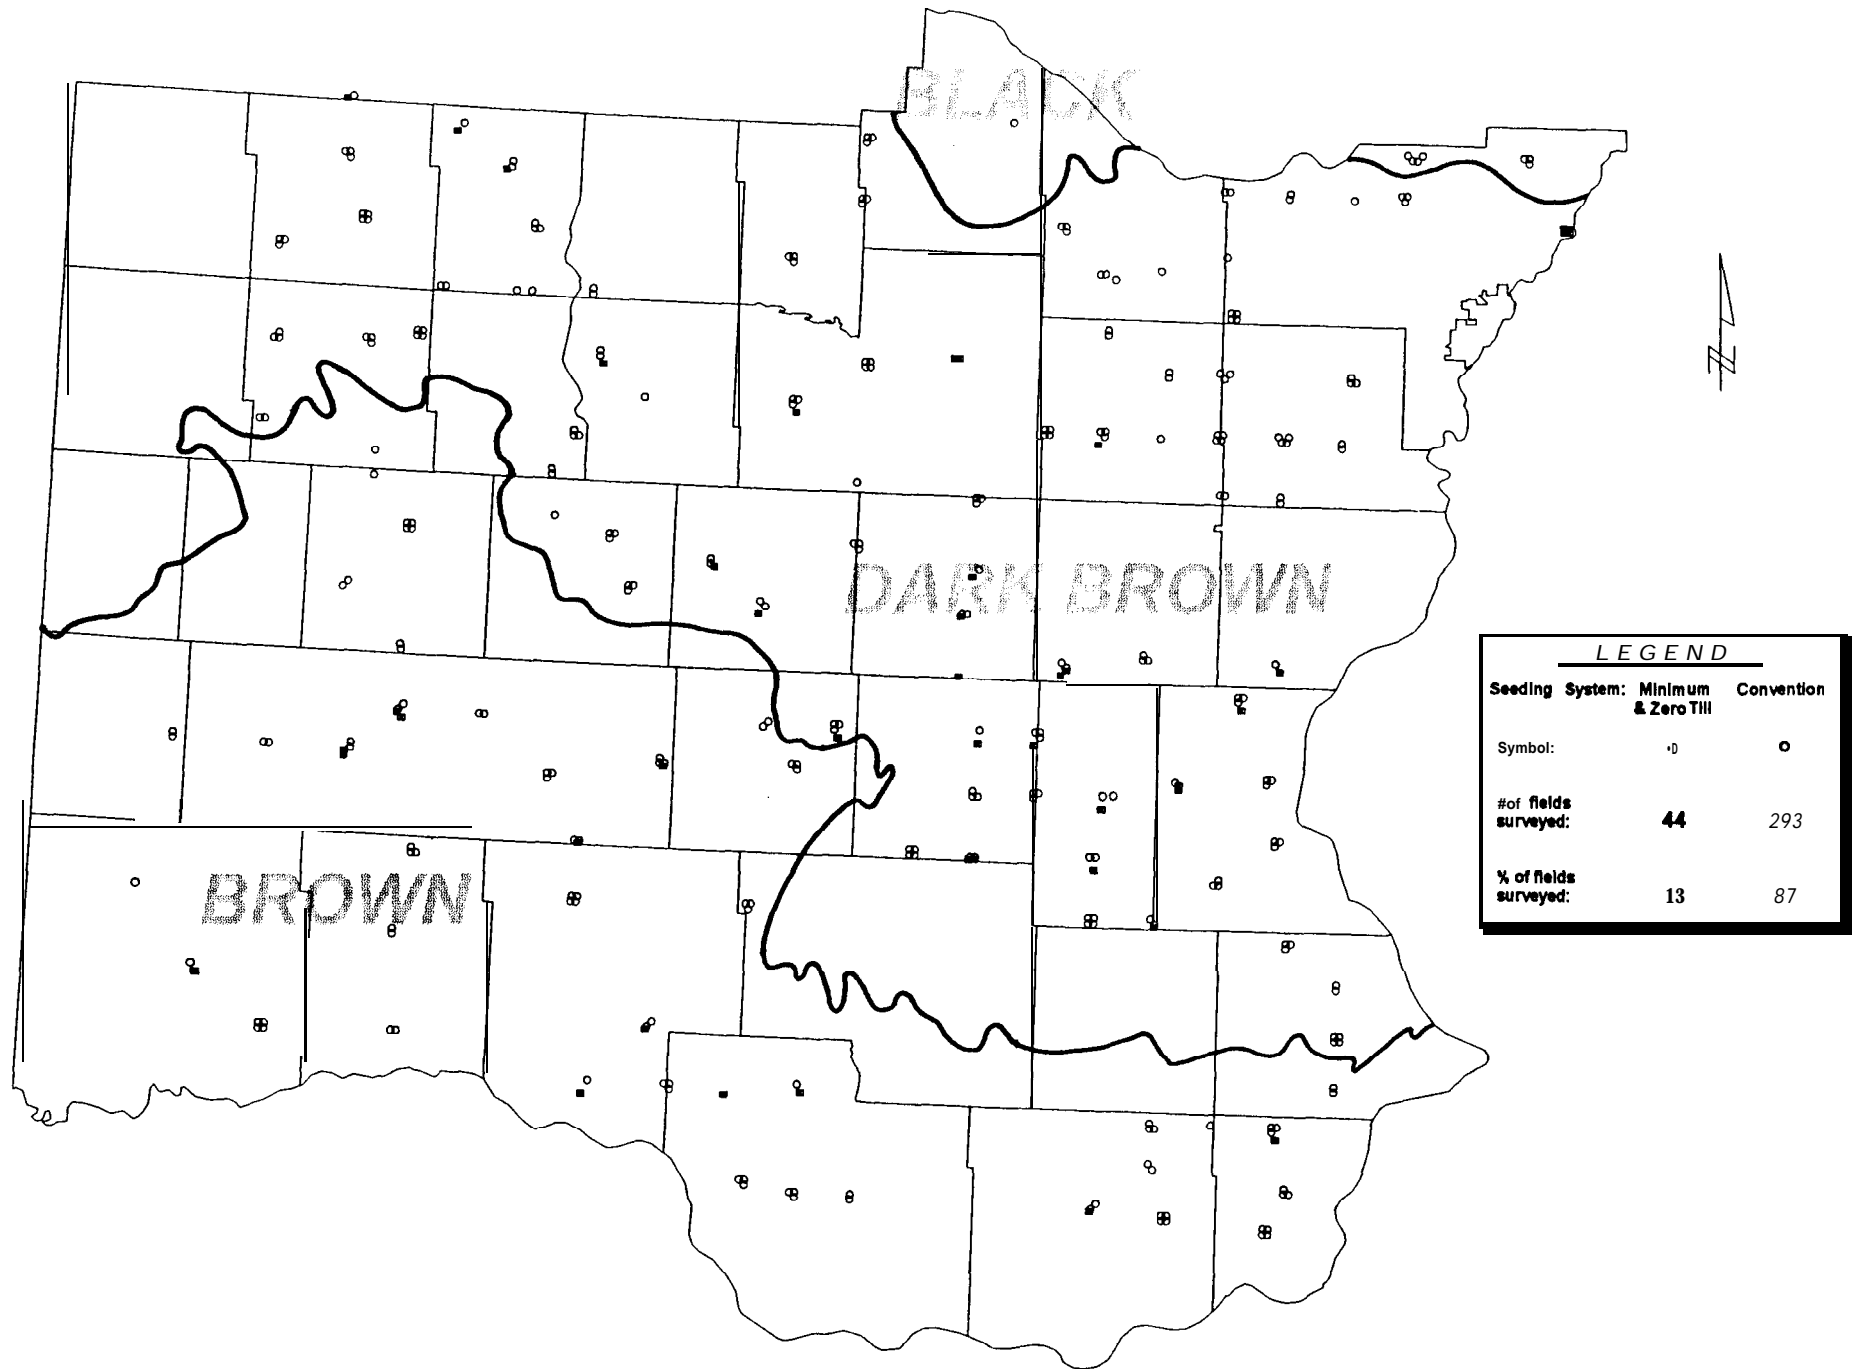 BLACK
DARK BROWN
BROWN
LEGEND
Seeding System: Minimum & Zero Till Convention
Symbol:
#of fields surveyed: 44 293
% of fields surveyed: 13 87